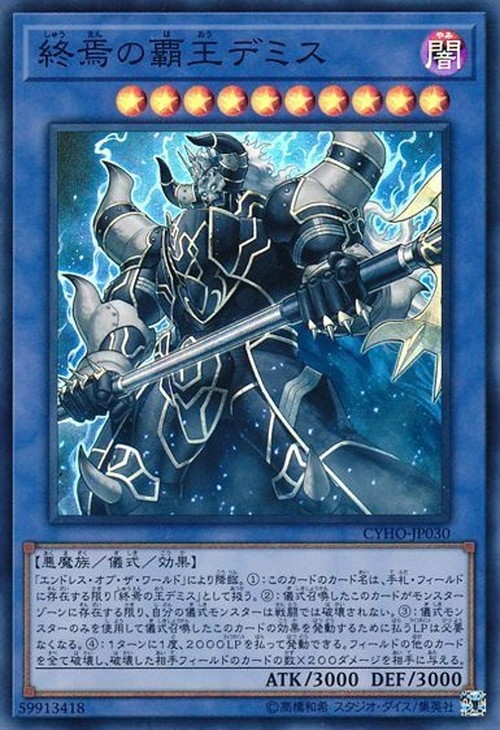 終焉の覇王デミス
闇
CYHO-JP030
【悪魔族／儀式／効果】
「エンドレス・オブ・ザ・ワールド」により降臨。①：このカードのカード名は、手札・フィールド
に存在する限り「終焉の王デミス」として扱う。②：儀式召喚したこのカードがモンスター
ゾーンに存在する限り、自分の儀式モンスターは戦闘では破壊されない。③：儀式モンス
ターのみを使用して儀式召喚したこのカードの効果を発動するために払うLPは必要
なくなる。④：1ターンに1度、2000LPを払って発動できる。フィールドの他のカード
を全て破壊し、破壊した相手フィールドのカードの数×200ダメージを相手に与える。
ATK/3000 DEF/3000
59913418
©高橋和希 スタジオ・ダイス/集英社